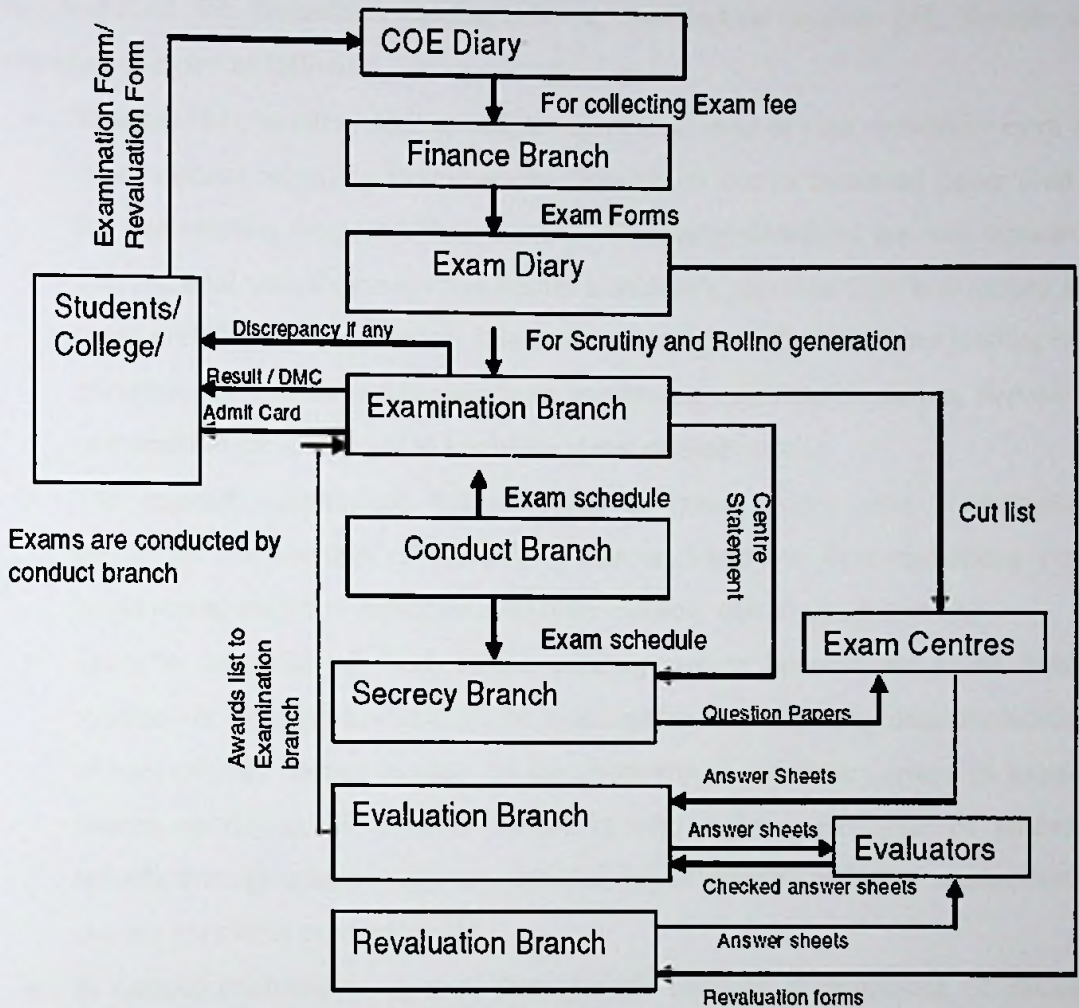 Examination Form/
Revaluation Form
COE Diary
For collecting Exam fee
Finance Branch
Exam Forms
Exam Diary
Students/
College/
Discrepancy if any
For Scrutiny and Rollno generation
Result / DMC
Admit Card
Examination Branch
Exam schedule
Centre
Statement
Cut list
Exams are conducted by
conduct branch
Conduct Branch
Exam schedule
Exam Centres
Secrecy Branch
Question Papers
Awards list to
Examination
branch
Answer Sheets
Evaluation Branch
Answer sheets
Evaluators
Checked answer sheets
Revaluation Branch
Answer sheets
Revaluation forms